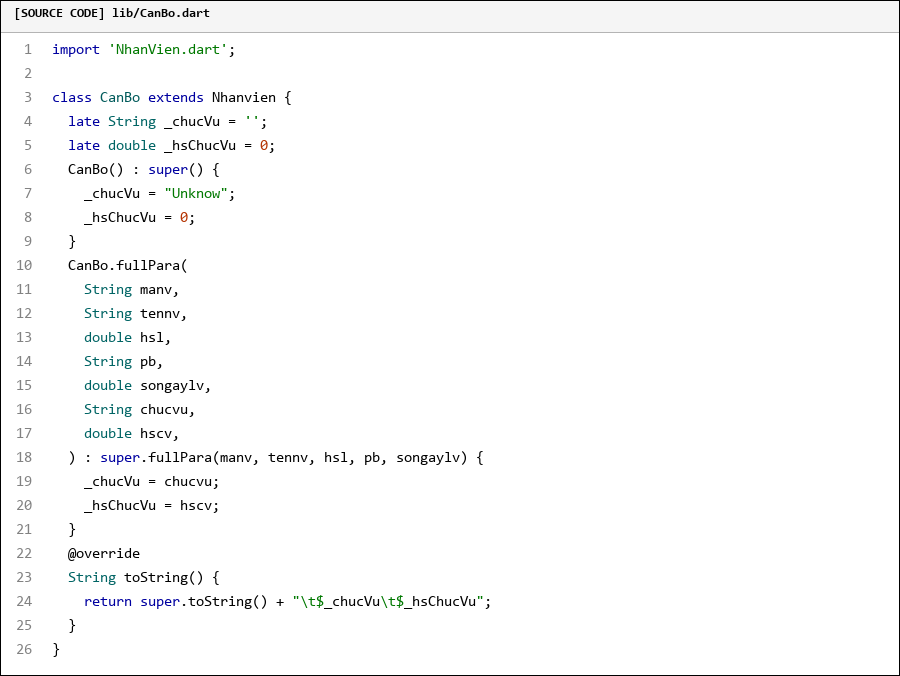 [SOURCE CODE] lib/CanBo.dart
1 import 'NhanVien.dart';
2
3 class CanBo extends Nhanvien {
4   late String _chucVu = '';
5   late double _hsChucVu = 0;
6   CanBo() : super() {
7     _chucVu = "Unknow";
8     _hsChucVu = 0;
9   }
10   CanBo.fullPara(
11     String manv,
12     String tennv,
13     double hsl,
14     String pb,
15     double songaylv,
16     String chucvu,
17     double hscv,
18   ) : super.fullPara(manv, tennv, hsl, pb, songaylv) {
19     _chucVu = chucvu;
20     _hsChucVu = hscv;
21   }
22   @override
23   String toString() {
24     return super.toString() + "\t$_chucVu\t$_hsChucVu";
25   }
26 }